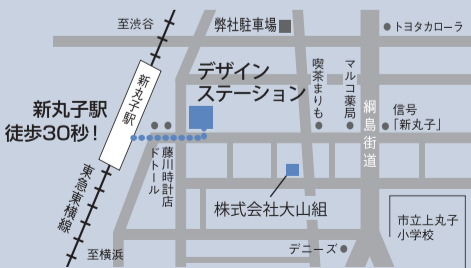 至渋谷
弊社駐車場
トヨタカローラ
新丸子駅
デザイン
ステーション
喫茶まりも
マルコ薬局
綱島街道
信号
「新丸子」
新丸子駅
徒歩30秒!
藤川時計店
ドトール
東急東横線
株式会社大山組
市立上丸子
小学校
至横浜
デニーズ